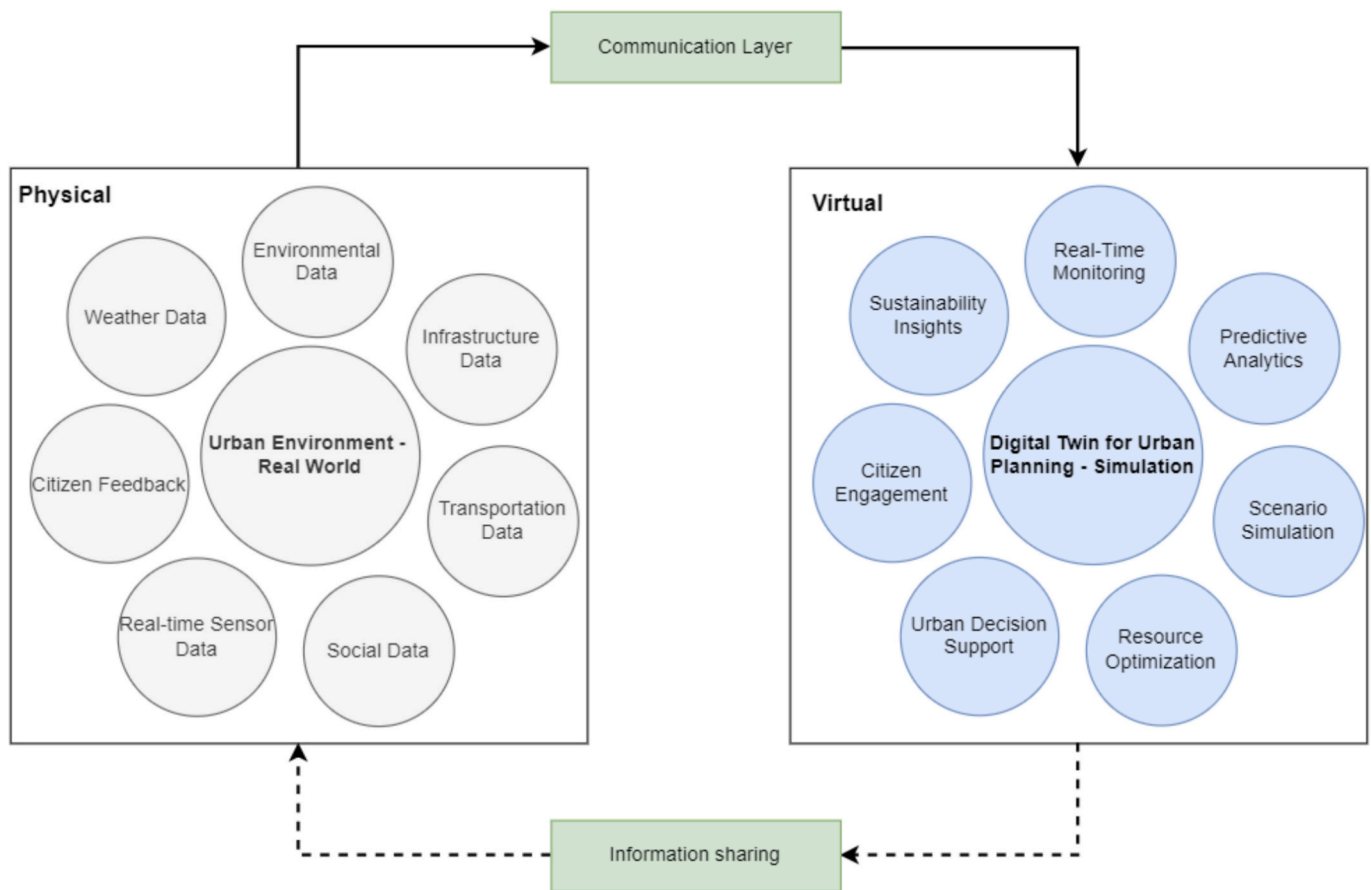 Communication Layer
Physical
Environmental
Data
Weather Data
Infrastructure
Data
Urban Environment -
Real World
Citizen Feedback
Transportation
Data
Real-time Sensor
Data
Social Data
Virtual
Real-Time
Monitoring
Sustainability
Insights
Predictive
Analytics
Digital Twin for Urban
Planning - Simulation
Citizen
Engagement
Scenario
Simulation
Urban Decision
Support
Resource
Optimization
Information sharing